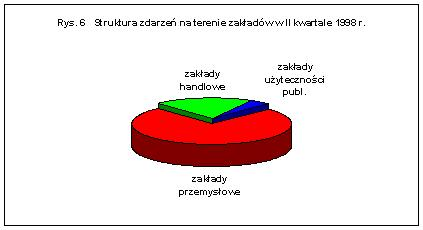 Rys. 6 Struktura zdarzeń na terenie zakładów w II kwartale 1998 r.
zakłady
handlowe
zakłady
użyteczności
publ.
zakłady
przemysłowe